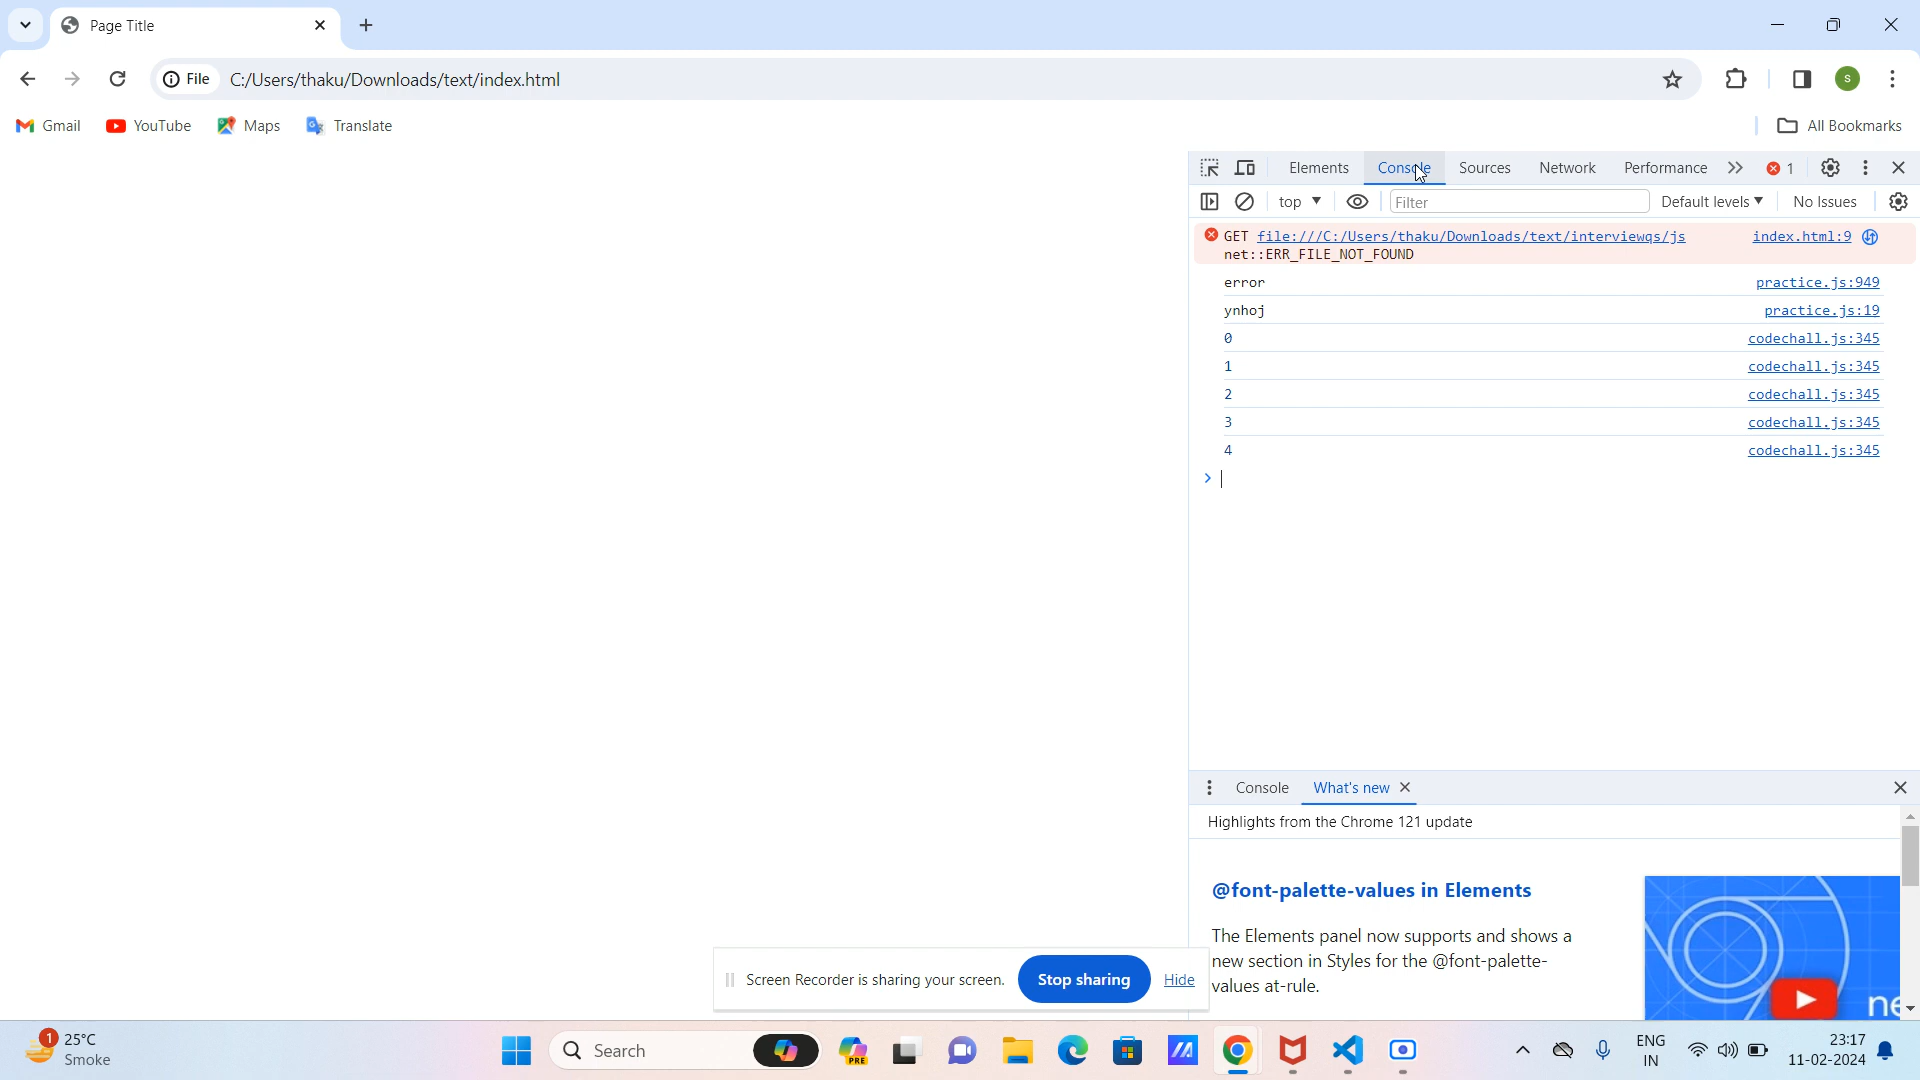 Page Title
File C:/Users/thaku/Downloads/text/index.html
Gmail YouTube Maps Translate All Bookmarks
Elements Console Sources Network Performance 1
top Filter Default levels No Issues
GET file:///C:/Users/thaku/Downloads/text/interviewqs/js index.html:9
net::ERR_FILE_NOT_FOUND
error practice.js:949
ynhoj practice.js:19
0 codechall.js:345
1 codechall.js:345
2 codechall.js:345
3 codechall.js:345
4 codechall.js:345
Console What's new
Highlights from the Chrome 121 update
@font-palette-values in Elements
The Elements panel now supports and shows a
new section in Styles for the @font-palette-
values at-rule.
ne
Screen Recorder is sharing your screen. Stop sharing Hide
1 25°C
Smoke
Search
PRE
ENG
IN
23:17
11-02-2024
S